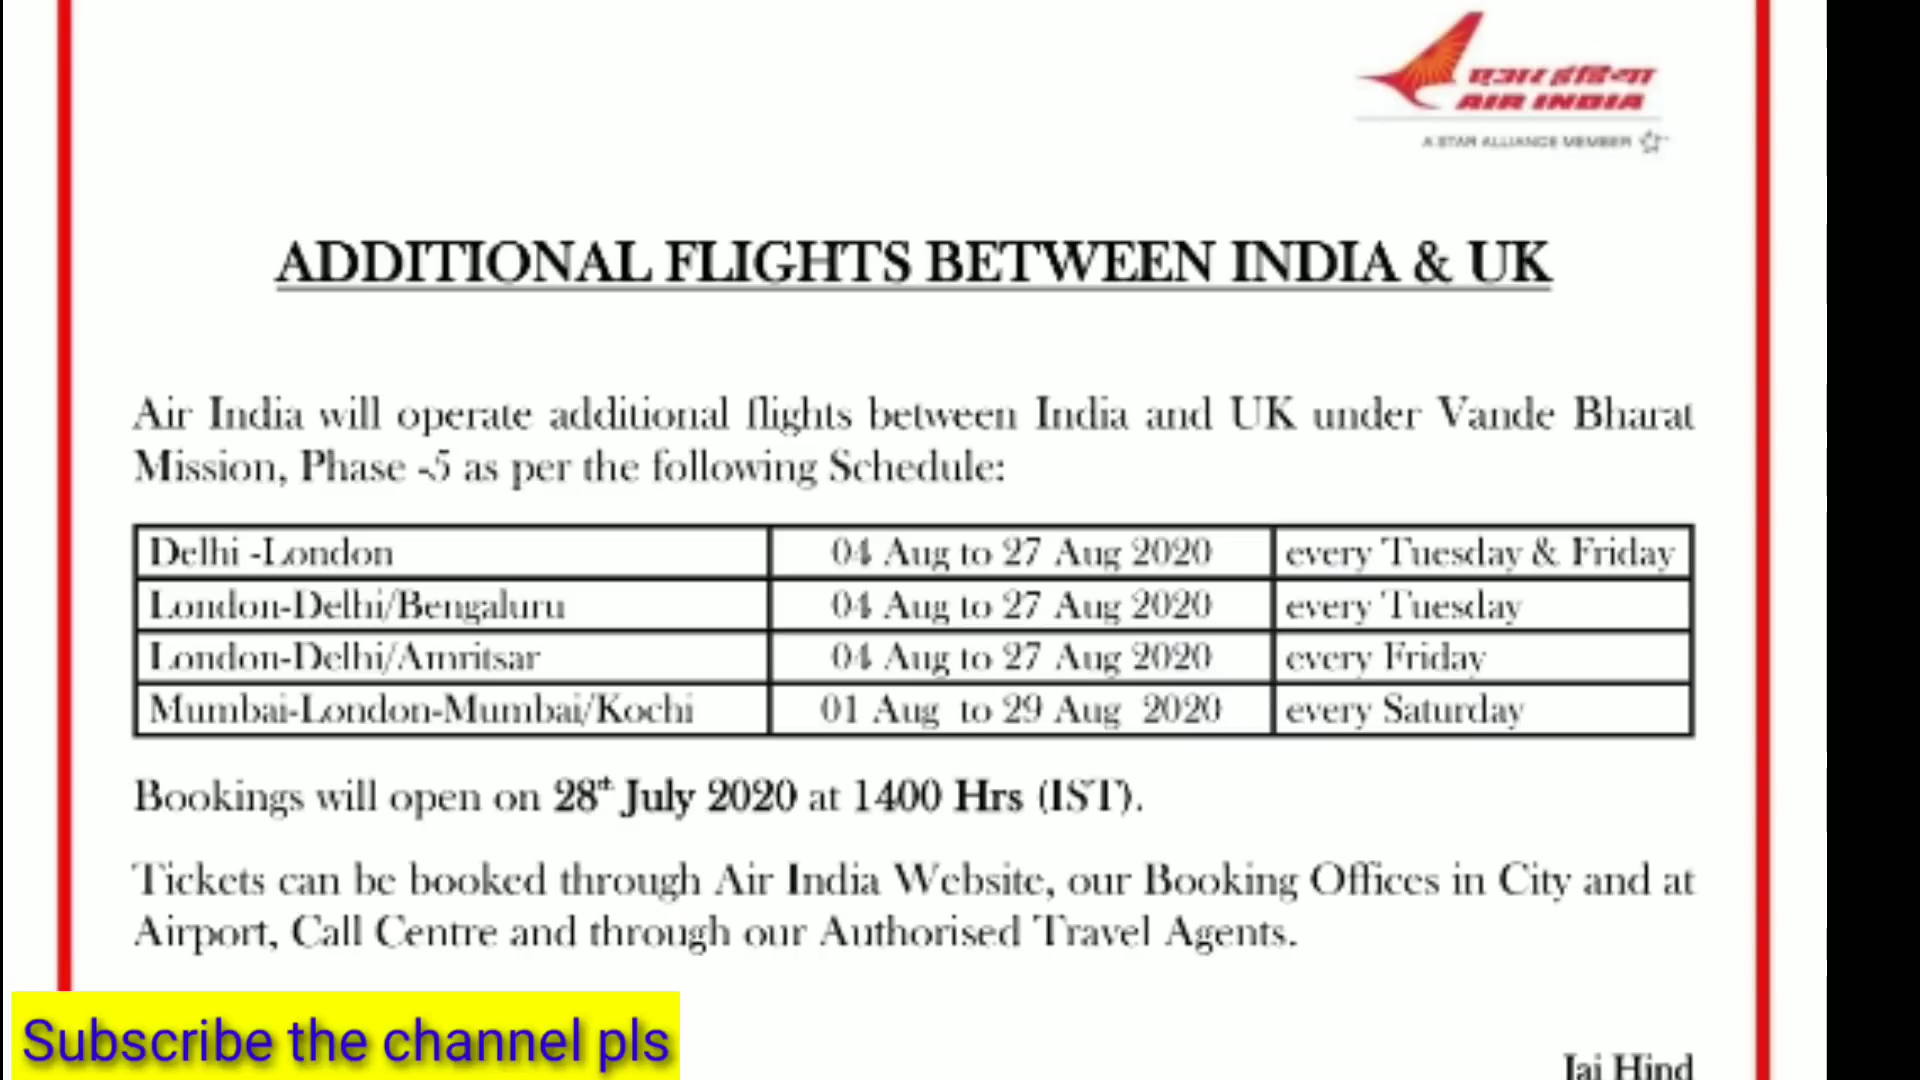 एअर इंडिया
AIR INDIA
A STAR ALLIANCE MEMBER
ADDITIONAL FLIGHTS BETWEEN INDIA & UK
Air India will operate additional flights between India and UK under Vande Bharat
Mission, Phase -5 as per the following Schedule:
Delhi -London 04 Aug to 27 Aug 2020 every Tuesday & Friday
London-Delhi/Bengaluru 04 Aug to 27 Aug 2020 every Tuesday
London-Delhi/Amritsar 04 Aug to 27 Aug 2020 every Friday
Mumbai-London-Mumbai/Kochi 01 Aug to 29 Aug 2020 every Saturday
Bookings will open on 28st July 2020 at 1400 Hrs (IST).
Tickets can be booked through Air India Website, our Booking Offices in City and at
Airport, Call Centre and through our Authorised Travel Agents.
Subscribe the channel pls
Jai Hind